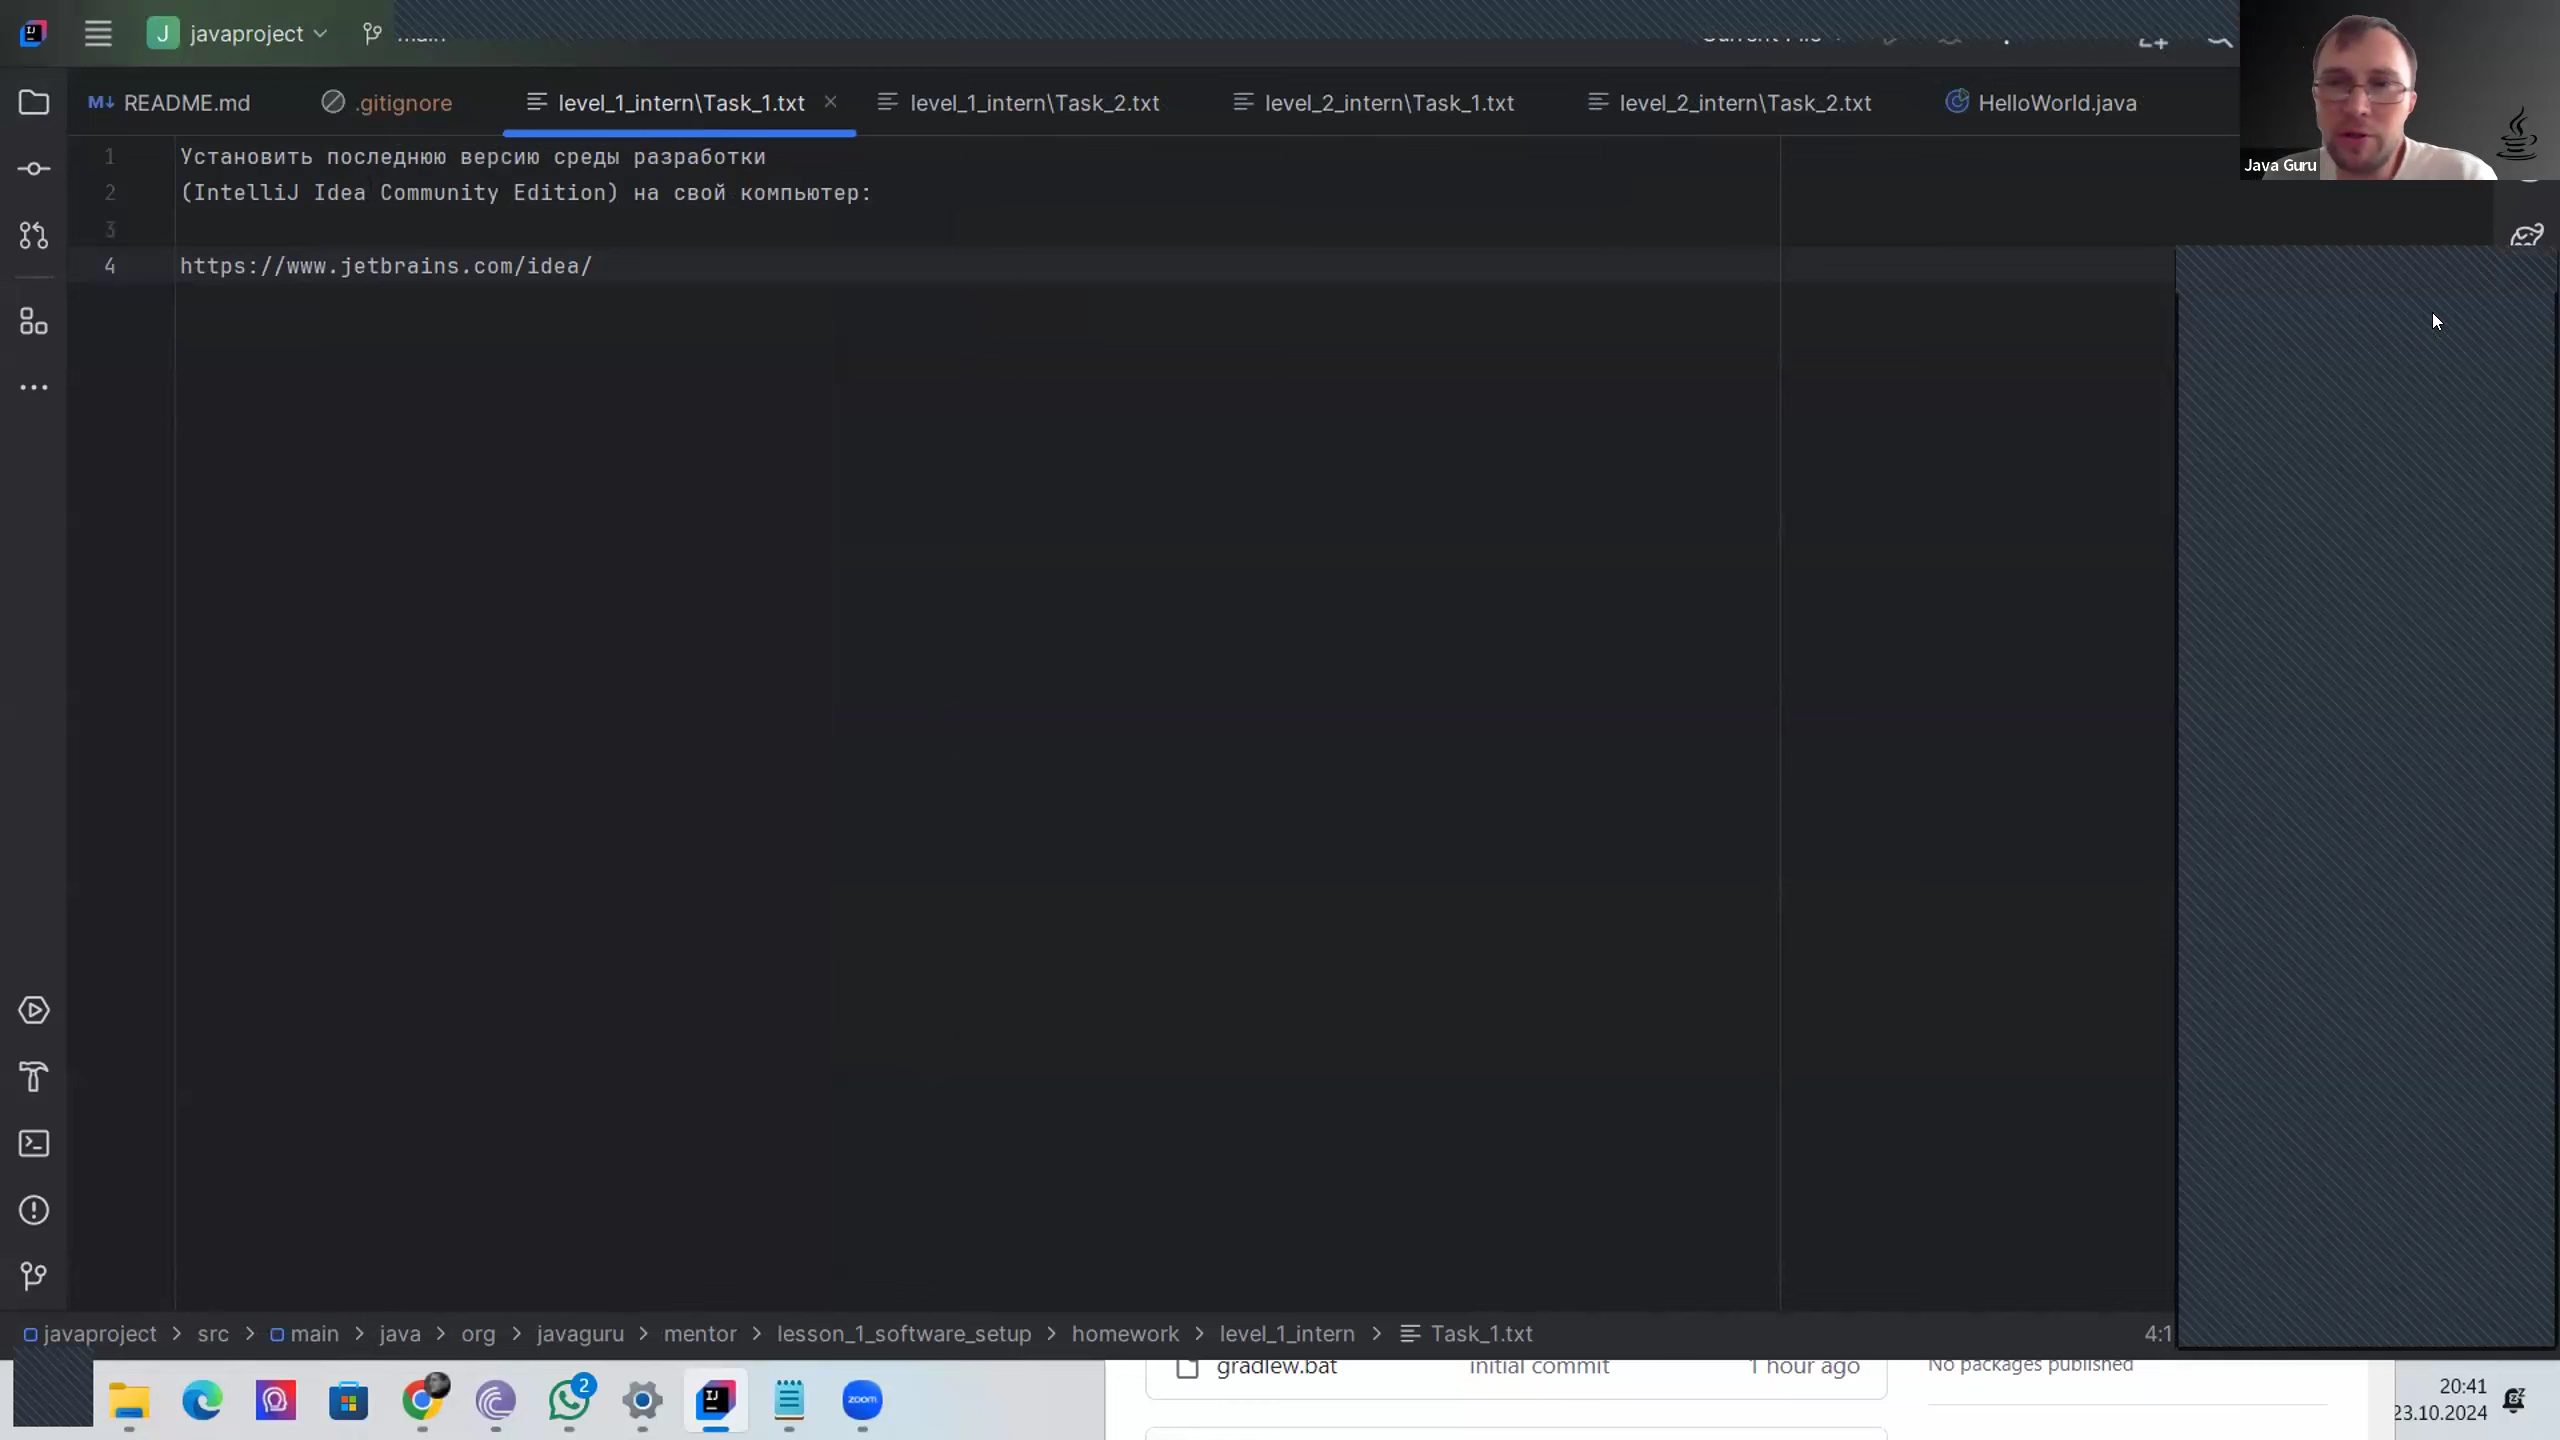 javaproject
README.md
.gitignore
level_1_intern\Task_1.txt
level_1_intern\Task_2.txt
level_2_intern\Task_1.txt
level_2_intern\Task_2.txt
HelloWorld.java
Java Guru
1 Установить последнюю версию среды разработки
2 (IntelliJ Idea Community Edition) на свой компьютер:
3
4 https://www.jetbrains.com/idea/
javaproject > src > main > java > org > javaguru > mentor > lesson_1_software_setup > homework > level_1_intern > Task_1.txt
4:1
gradlew.bat initial commit 1 hour ago
No packages published
2
zoom
20:41
23.10.2024